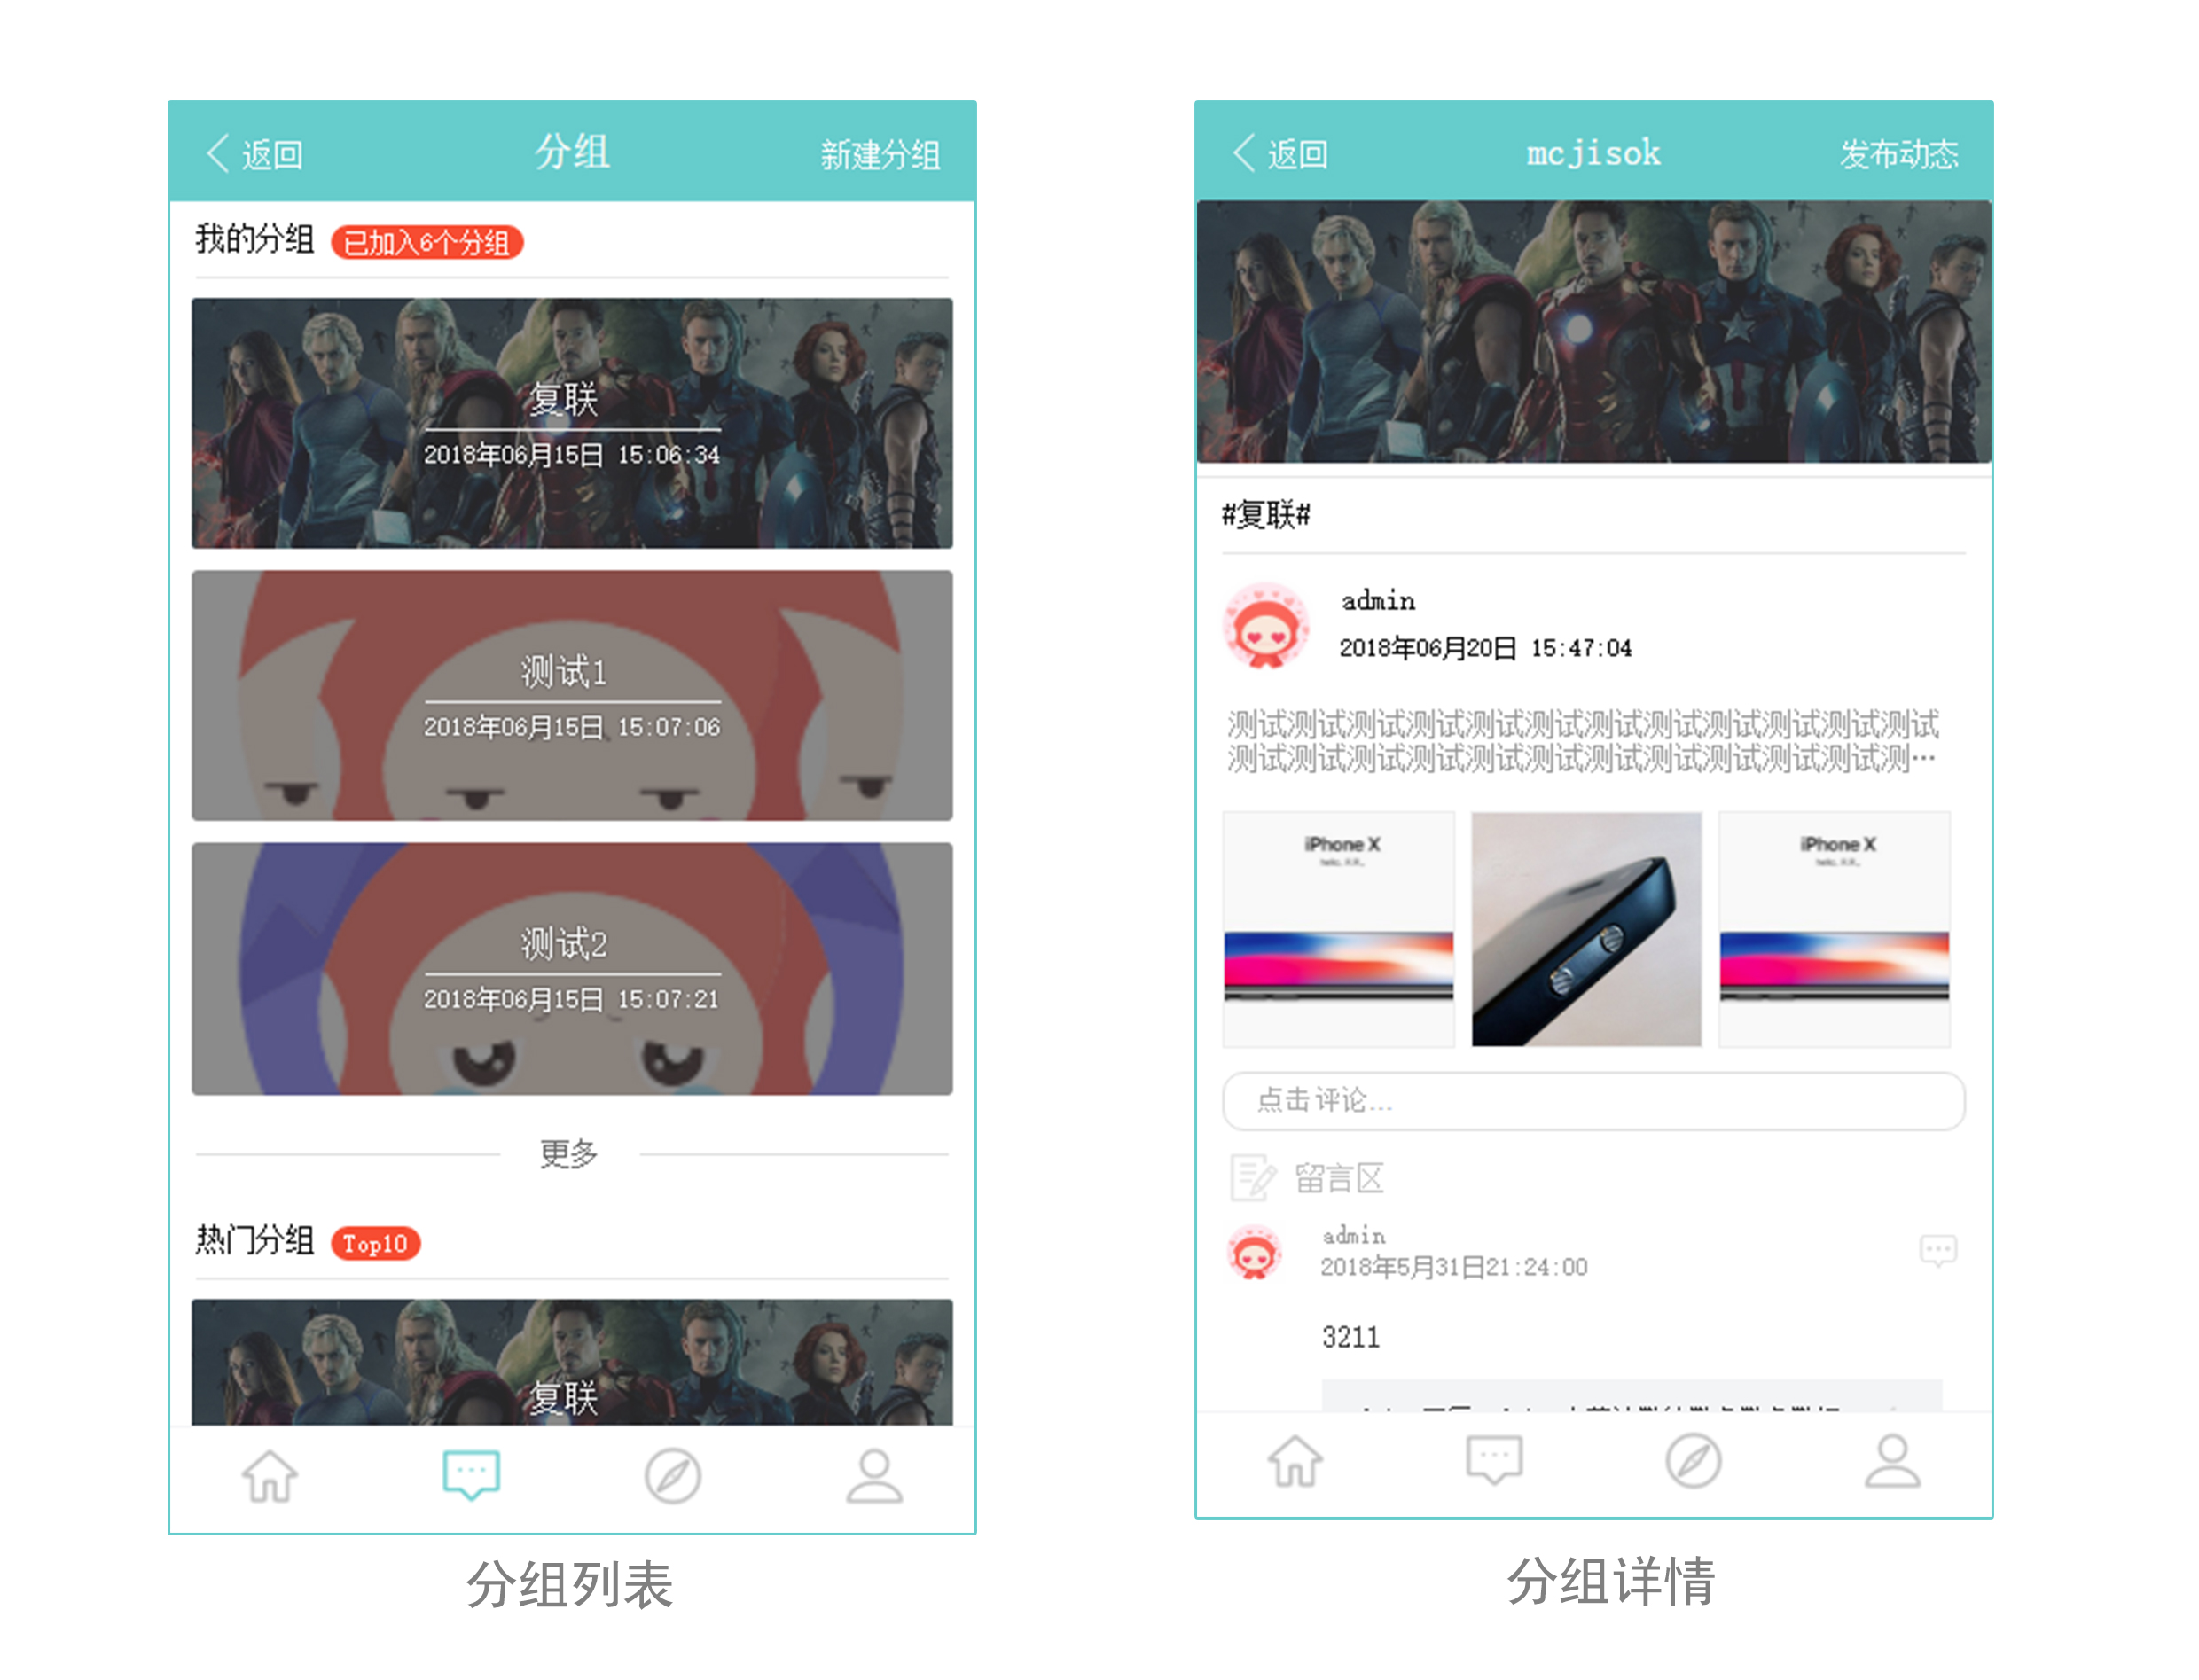 返回
分组
新建分组
我的分组
已加入6个分组
复联
2018年06月15日 15:06:34
测试1
2018年06月15日 15:07:06
测试2
2018年06月15日 15:07:21
更多
热门分组
Top10
复联
分组列表
返回
mcjisok
发布动态
#复联#
admin
2018年06月20日 15:47:04
测试测试测试测试测试测试测试测试测试测试测试测试
测试测试测试测试测试测试测试测试测试测试测试测…
iPhone X
iPhone X
点击评论...
留言区
admin
2018年5月31日21:24:00
3211
分组详情